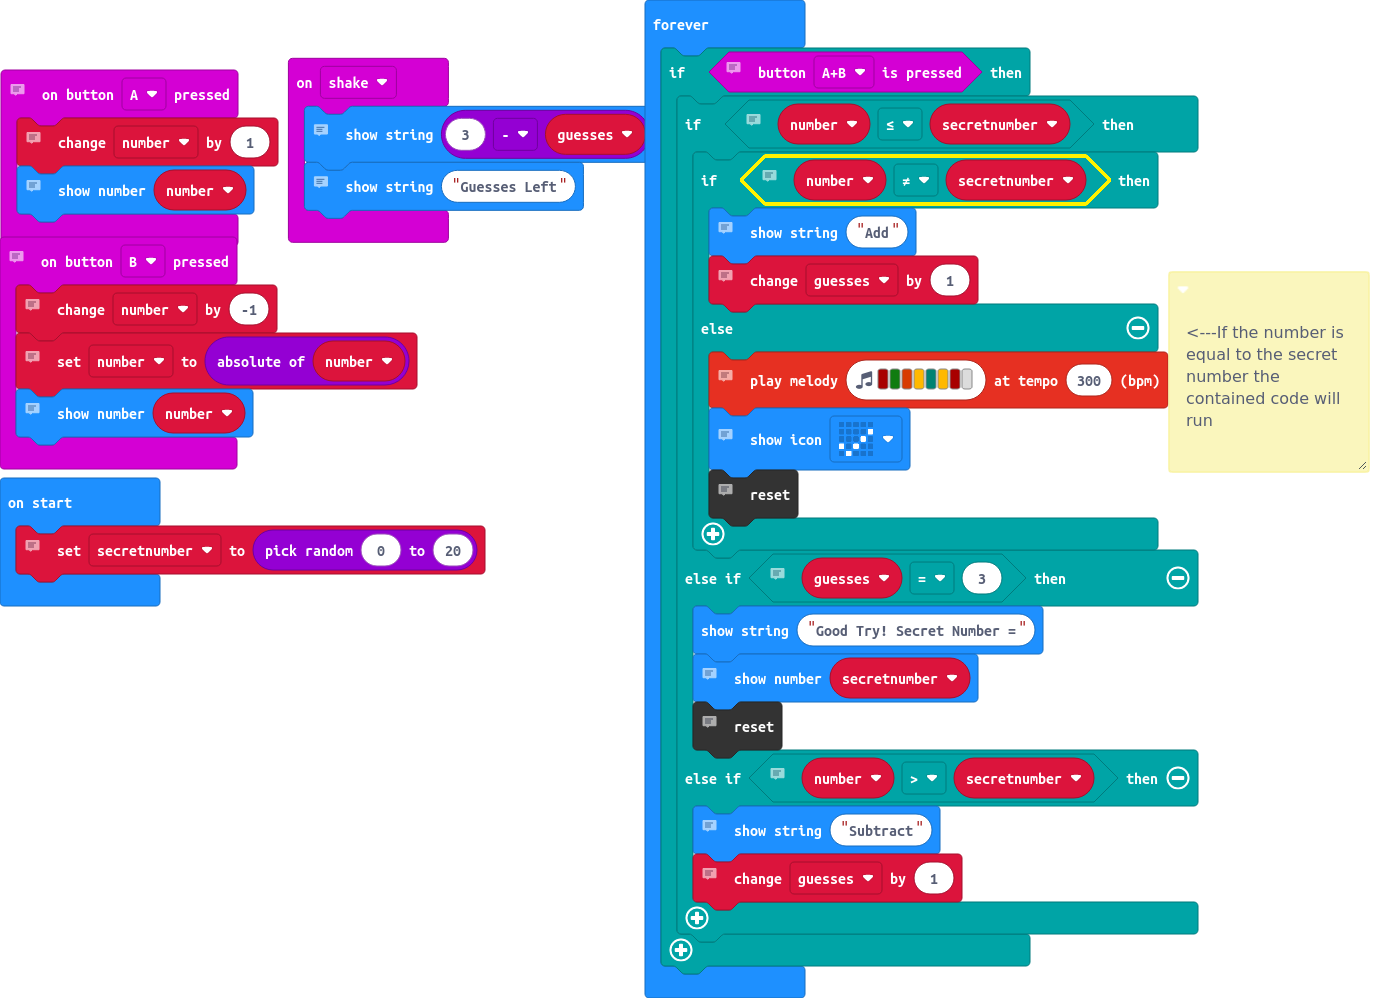 on button A pressed
change number by 1
show number number
on button B pressed
change number by -1
set number to absolute of number
show number number
on start
set secretnumber to pick random 0 to 20
on shake
show string 3 - guesses
show string "Guesses Left"
forever
if button A+B is pressed then
if number ≤ secretnumber then
if number ≠ secretnumber then
show string "Add"
change guesses by 1
else
play melody at tempo 300 (bpm)
show icon
reset
else if guesses = 3 then
show string "Good Try! Secret Number ="
show number secretnumber
reset
else if number > secretnumber then
show string "Subtract"
change guesses by 1
<---If the number is
equal to the secret
number the
contained code will
run